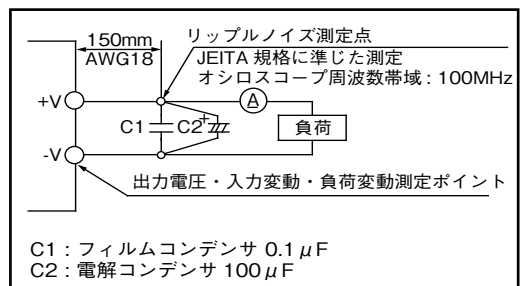 150mm
AWG18
リップルノイズ測定点
JEITA 規格に準じた測定
オシロスコープ周波数帯域 : 100MHz
+V
-V
C1
C2
+
A
負荷
出力電圧・入力変動・負荷変動測定ポイント
C1 : フィルムコンデンサ 0.1μF
C2 : 電解コンデンサ 100μF